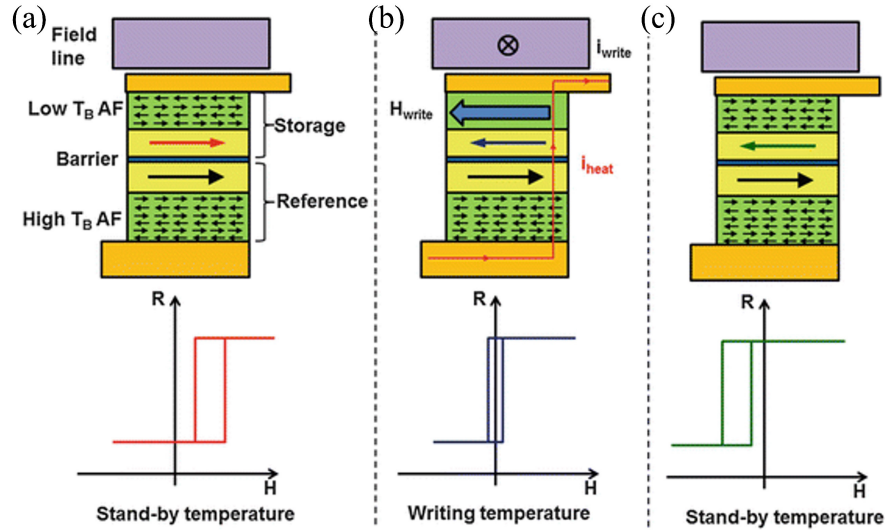 (a)
Field
line
Low T_B AF
Storage
Barrier
Reference
High T_B AF
R
H
Stand-by temperature
(b)
i_write
H_write
i_heat
R
H
Writing temperature
(c)
R
H
Stand-by temperature